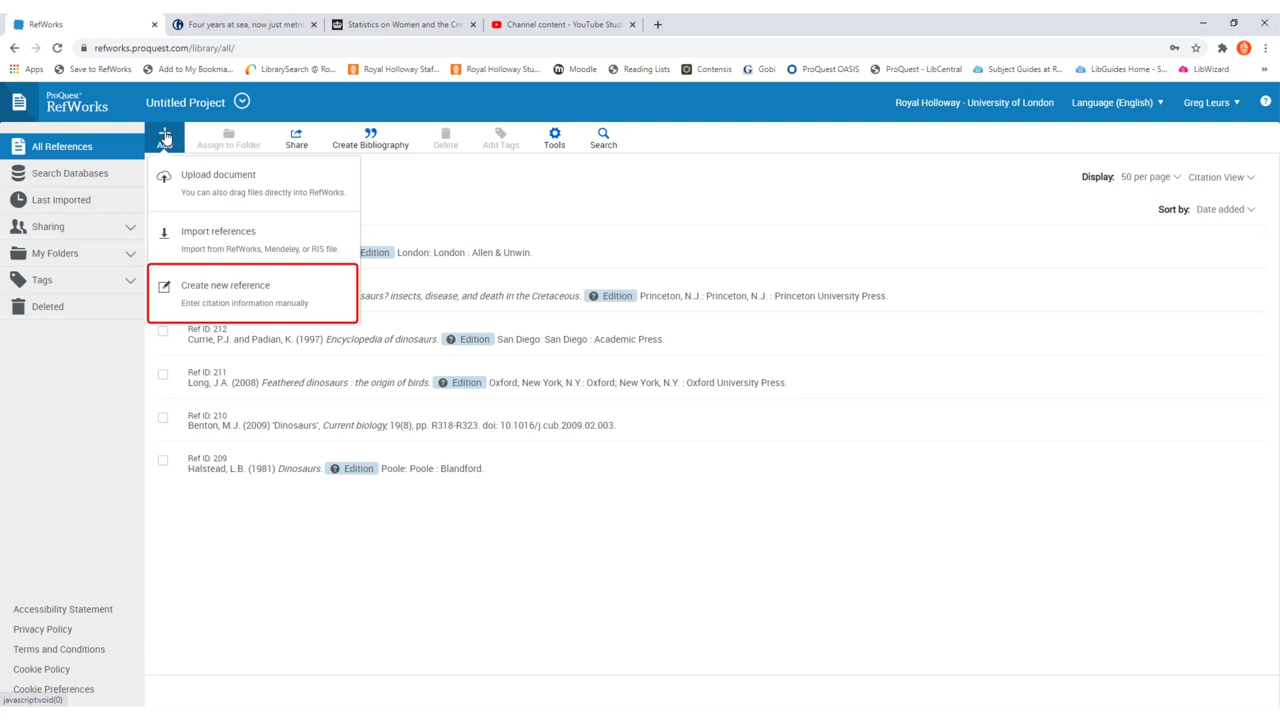 RefWorks
Four years at sea, now just metre
Statistics on Women and the Crim
Channel content - YouTube Studi
refworks.proquest.com/library/all/
Apps
Save to RefWorks
Add to My Bookma...
LibrarySearch @ Ro...
Royal Holloway Staf...
Royal Holloway Stu...
Moodle
Reading Lists
Contensis
Gobi
ProQuest OASIS
ProQuest - LibCentral
Subject Guides at R...
LibGuides Home - S...
LibWizard
»
ProQuest®
RefWorks
Untitled Project
Royal Holloway - University of London
Language (English)
Greg Leurs
All References
Search Databases
Last Imported
Sharing
My Folders
Tags
Deleted
Add
Assign to Folder
Share
Create Bibliography
Delete
Add Tags
Tools
Search
Upload document
You can also drag files directly into RefWorks.
Import references
Import from RefWorks, Mendeley, or RIS file.
Create new reference
Enter citation information manually
Display: 50 per page Citation View
Sort by: Date added
Edition London: London : Allen & Unwin.
saurs? insects, disease, and death in the Cretaceous. Edition Princeton, N.J.: Princeton, N.J. : Princeton University Press.
Ref ID: 212
Currie, P.J. and Padian, K. (1997) Encyclopedia of dinosaurs. Edition San Diego: San Diego : Academic Press.
Ref ID: 211
Long, J.A. (2008) Feathered dinosaurs : the origin of birds. Edition Oxford; New York, N.Y.: Oxford; New York, N.Y. : Oxford University Press.
Ref ID: 210
Benton, M.J. (2009) 'Dinosaurs', Current biology, 19(8), pp. R318-R323. doi: 10.1016/j.cub.2009.02.003.
Ref ID: 209
Halstead, L.B. (1981) Dinosaurs. Edition Poole: Poole : Blandford.
Accessibility Statement
Privacy Policy
Terms and Conditions
Cookie Policy
Cookie Preferences
javascript:void(0)